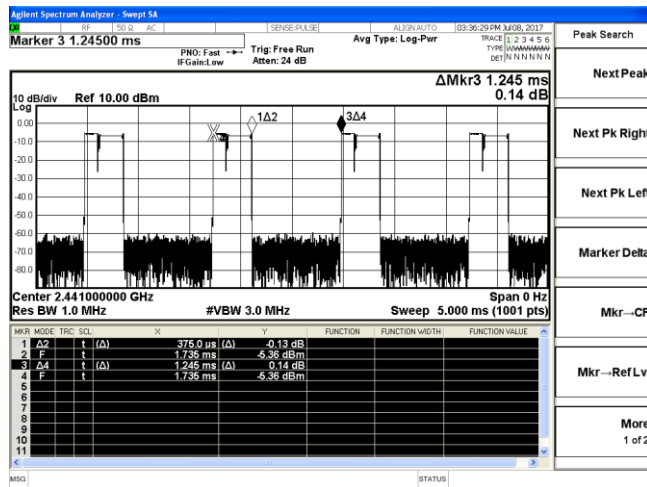 Agilent Spectrum Analyzer - Swept SA
RF 50 Ω AC SENSE:PULSE ALIGN AUTO 03:36:29 PM Jul 08, 2017
Marker 3 1.24500 ms
PNO: Fast
IFGain:Low
Trig: Free Run
Atten: 24 dB
Avg Type: Log-Pwr
TRACE 1 2 3 4 5 6
TYPE
DET N N N N N N
Peak Search
ΔMkr3 1.245 ms
0.14 dB
10 dB/div Ref 10.00 dBm
Log
0.00
-10.0
-20.0
-30.0
-40.0
-50.0
-60.0
-70.0
-80.0
1Δ2
3Δ4
Center 2.441000000 GHz
Span 0 Hz
Res BW 1.0 MHz #VBW 3.0 MHz Sweep 5.000 ms (1001 pts)
MKR MODE TRC SCL X Y FUNCTION FUNCTION WIDTH FUNCTION VALUE
1 Δ2 t (Δ) 375.0 µs (Δ) -0.13 dB
2 F t 1.735 ms -5.36 dBm
3 Δ4 t (Δ) 1.245 ms (Δ) 0.14 dB
4 F t 1.735 ms -5.36 dBm
5
6
7
8
9
10
11
MSG STATUS
Next Peak
Next Pk Right
Next Pk Left
Marker Delta
Mkr→CF
Mkr→Ref Lv
More
1 of 2